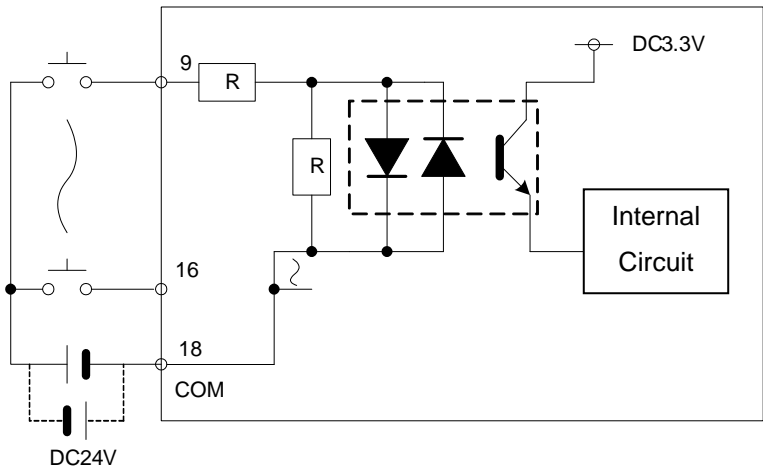 9
DC3.3V
R
R
Internal
Circuit
16
18
COM
DC24V